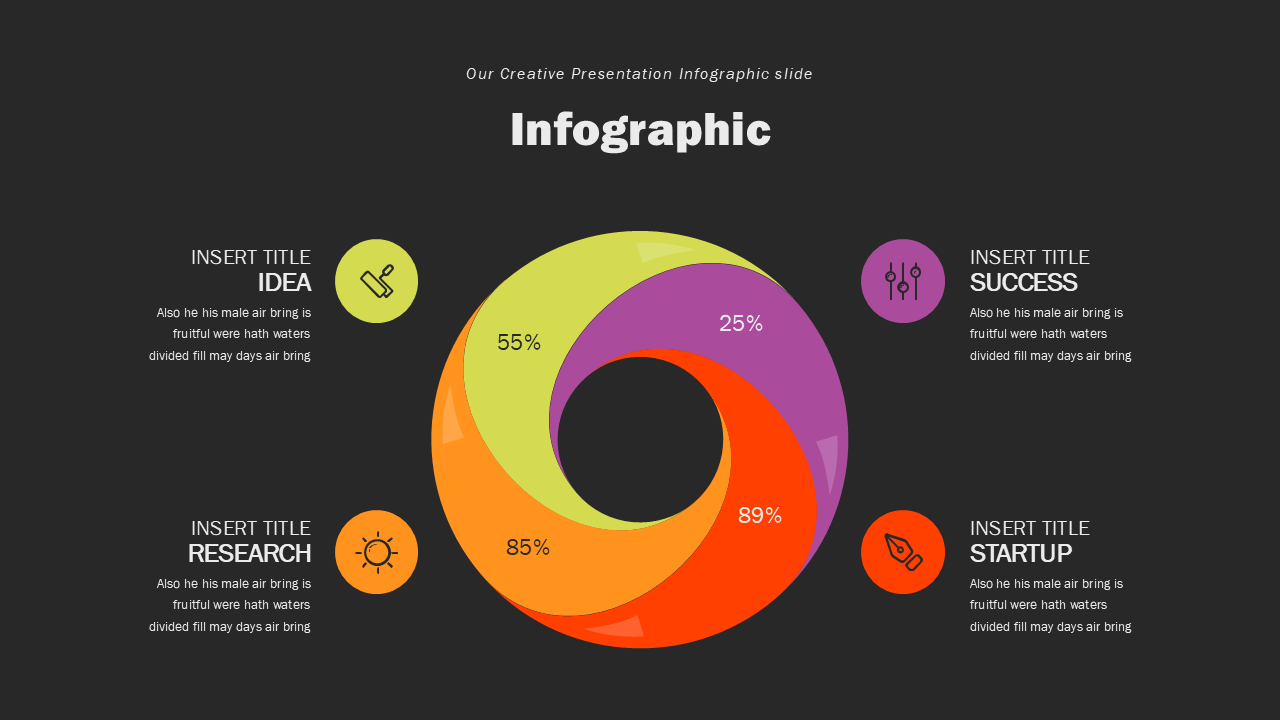 Our Creative Presentation Infographic slide
Infographic
INSERT TITLE
IDEA
Also he his male air bring is
fruitful were hath waters
divided fill may days air bring
INSERT TITLE
SUCCESS
Also he his male air bring is
fruitful were hath waters
divided fill may days air bring
55%
25%
85%
89%
INSERT TITLE
RESEARCH
Also he his male air bring is
fruitful were hath waters
divided fill may days air bring
INSERT TITLE
STARTUP
Also he his male air bring is
fruitful were hath waters
divided fill may days air bring